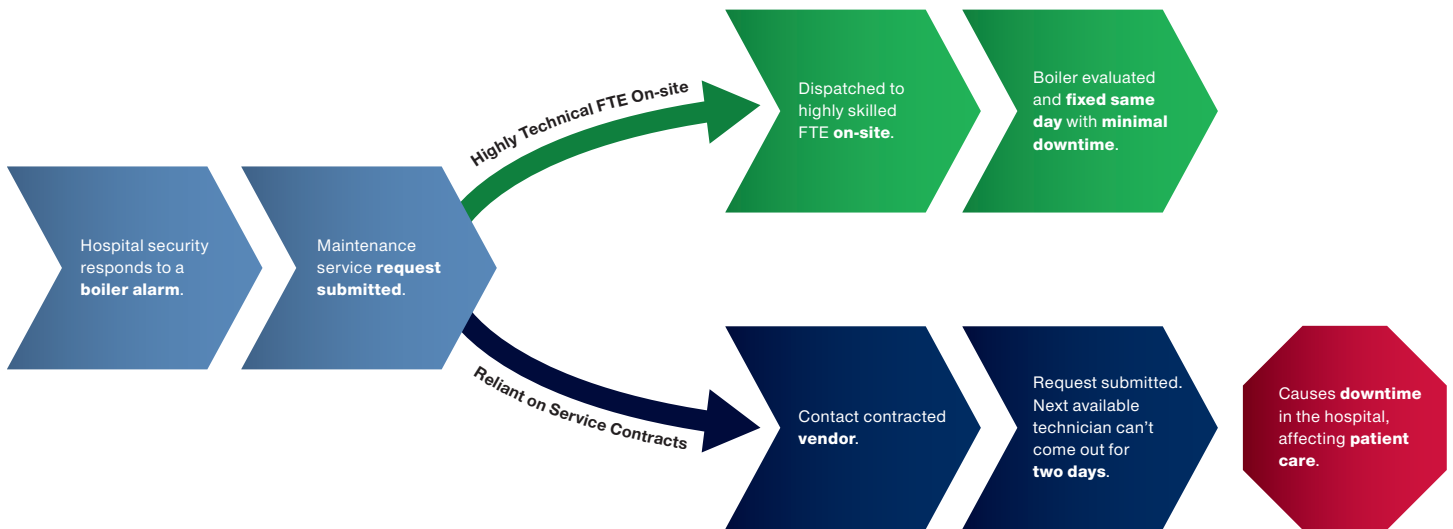 Hospital security
responds to a
boiler alarm.
Maintenance
service request
submitted.
Highly Technical FTE On-site
Dispatched to
highly skilled
FTE on-site.
Boiler evaluated
and fixed same
day with minimal
downtime.
Reliant on Service Contracts
Contact contracted
vendor.
Request submitted.
Next available
technician can’t
come out for
two days.
Causes downtime
in the hospital,
affecting patient
care.